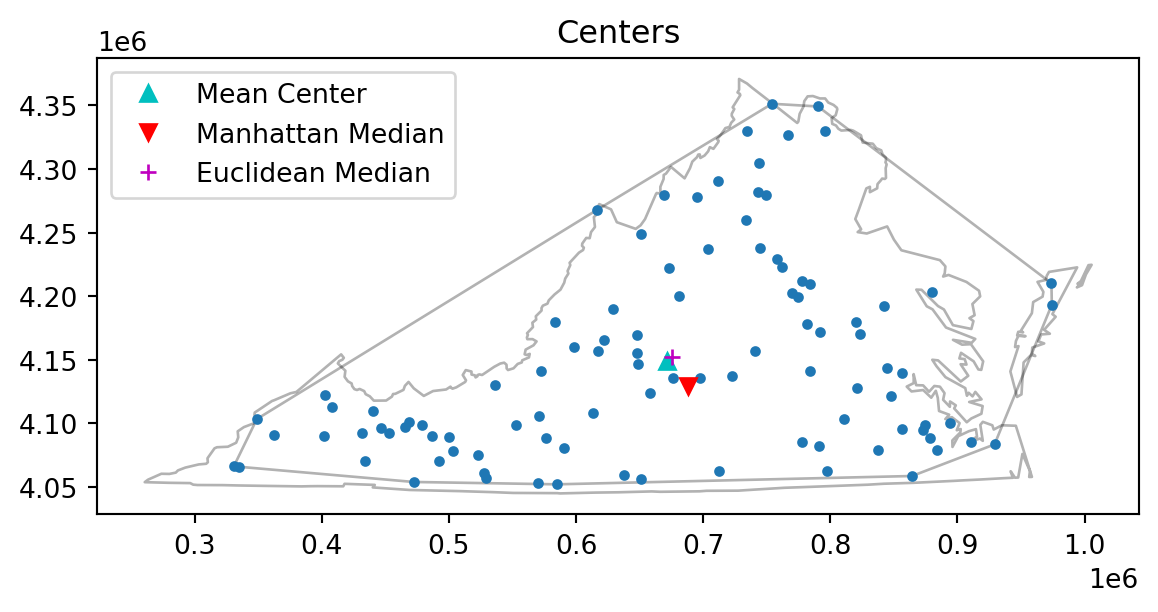 Centers
1e6
Mean Center
Manhattan Median
Euclidean Median
4.35
4.30
4.25
4.20
4.15
4.10
4.05
0.3 0.4 0.5 0.6 0.7 0.8 0.9 1.0
1e6